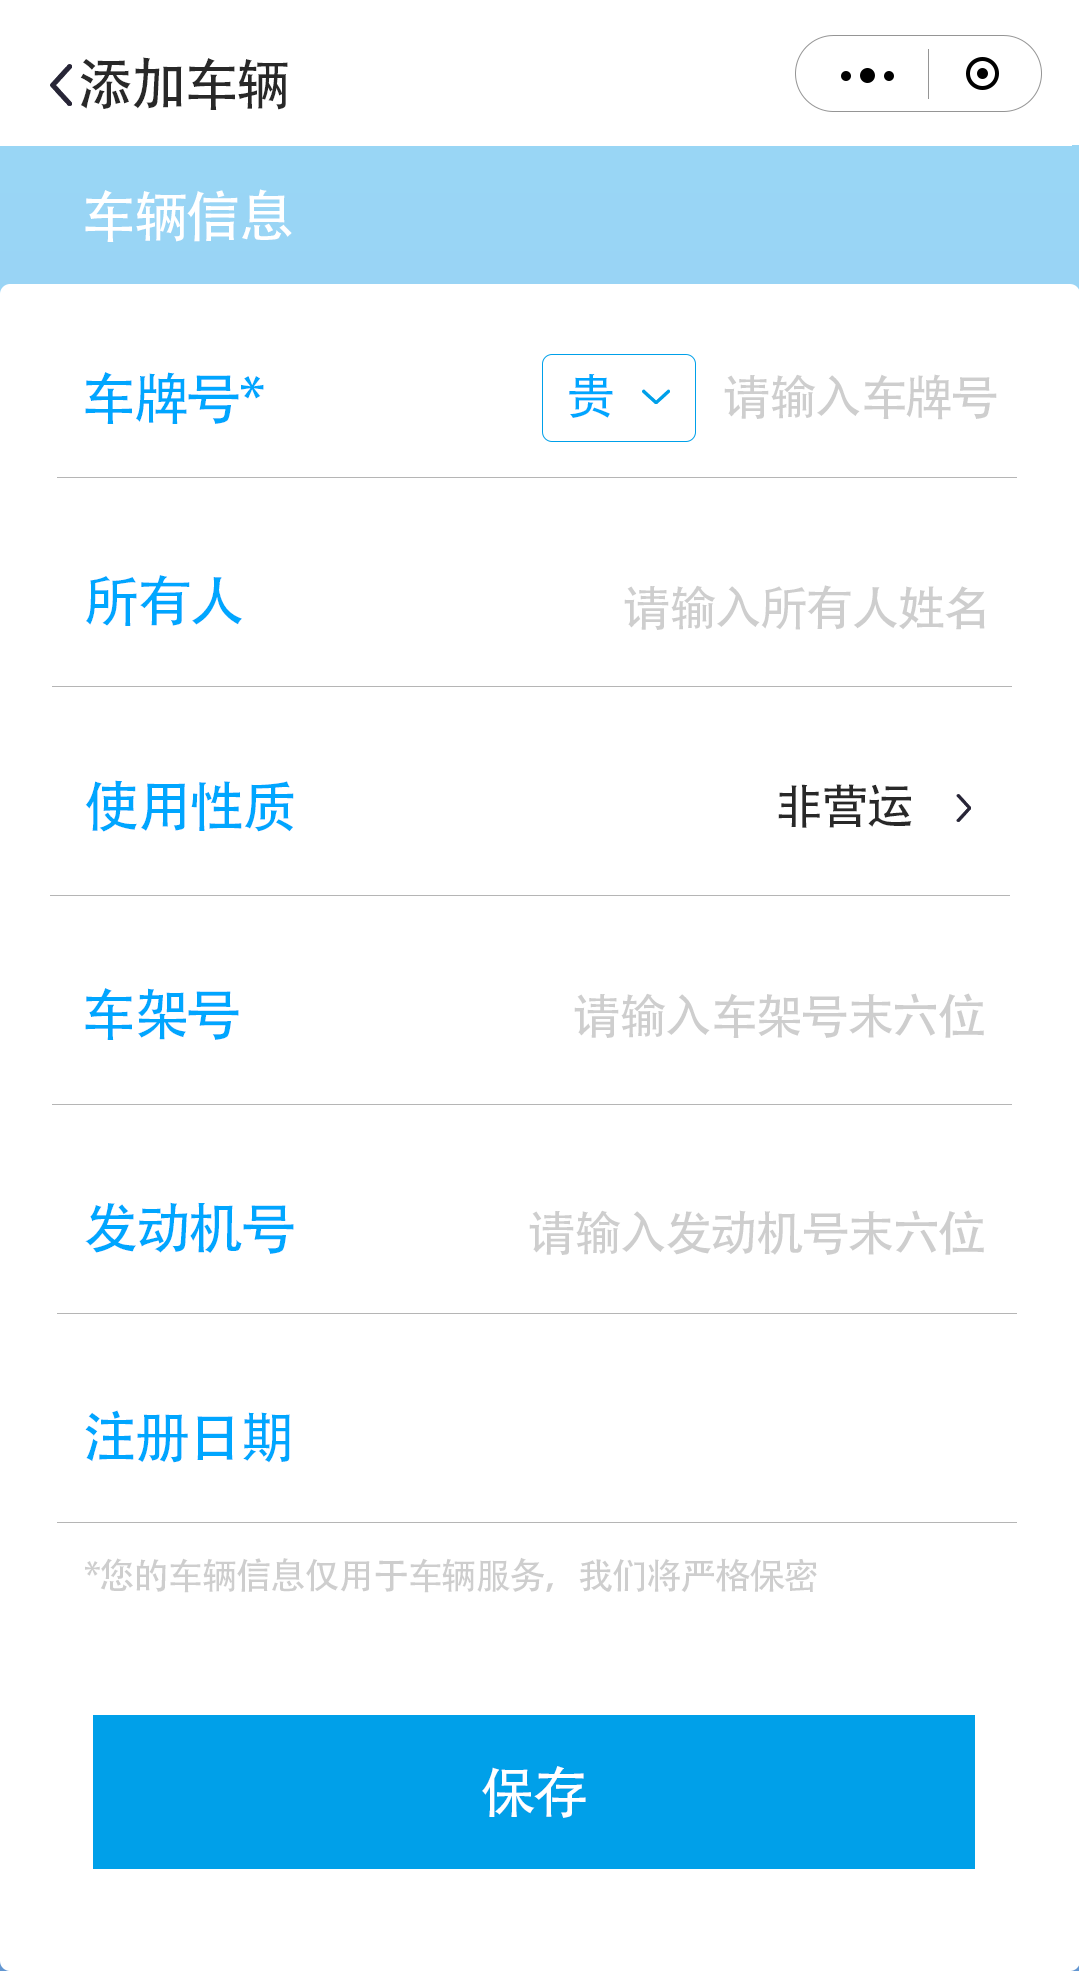 添加车辆
车辆信息
车牌号* 贵 请输入车牌号
所有人 请输入所有人姓名
使用性质 非营运
车架号 请输入车架号末六位
发动机号 请输入发动机号末六位
注册日期
*您的车辆信息仅用于车辆服务，我们将严格保密
保存